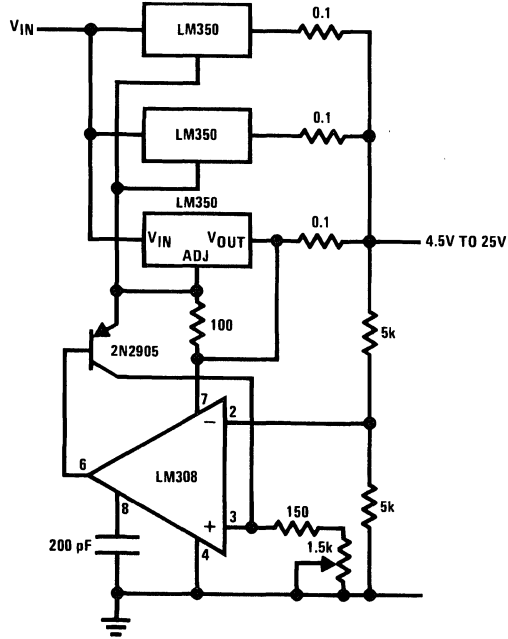 0.1
VIN
LM350
0.1
LM350
LM350
0.1
VIN
VOUT
ADJ
4.5V TO 25V
100
5k
2N2905
7
2
−
6
LM308
8
+
3
150
5k
200 pF
4
1.5k